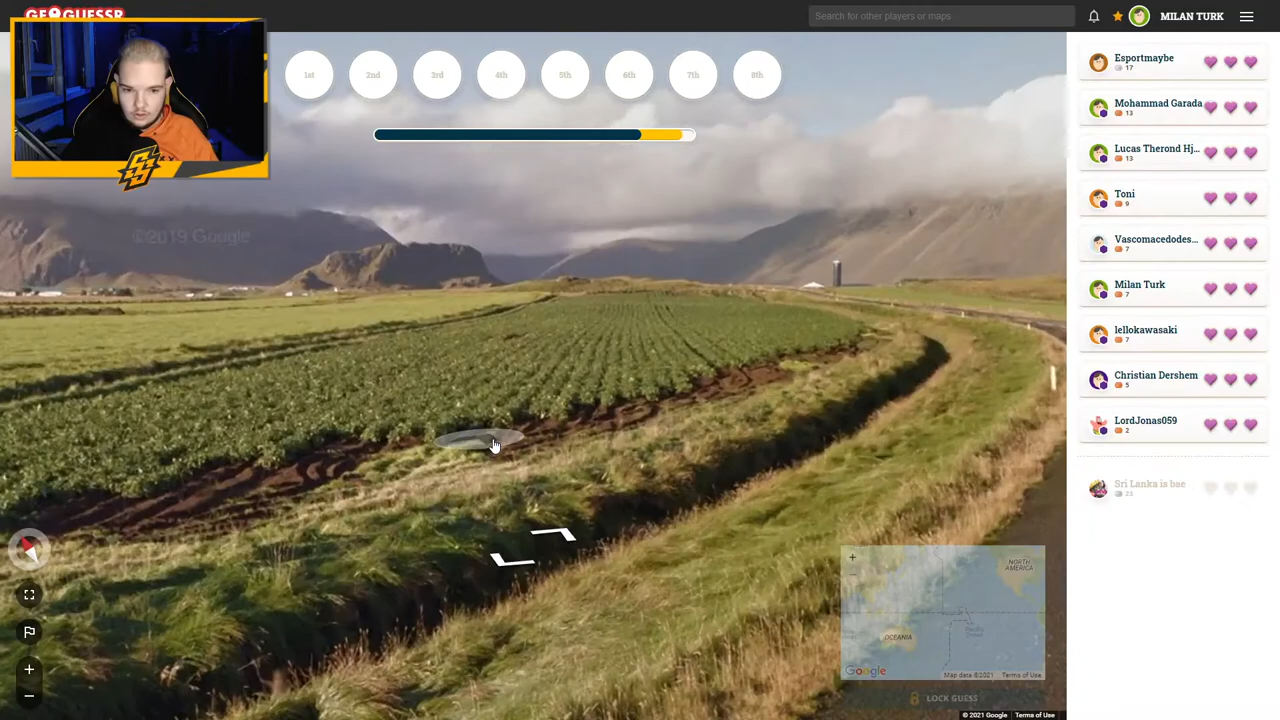 GEOGUESSR
Search for other players or maps
MILAN TURK
1st
2nd
3rd
4th
5th
6th
7th
8th
©2019 Google
Esportmaybe
17
Mohammad Garada
13
Lucas Therond Hj...
13
Toni
9
Vascomacedodes...
7
Milan Turk
7
lellokawasaki
7
Christian Dershem
5
LordJonas059
2
Sri Lanka is bae
23
NORTH
AMERICA
OCEANIA
Pacific
Ocean
Google
Map data ©2021
Terms of Use
LOCK GUESS
© 2021 Google
Terms of Use